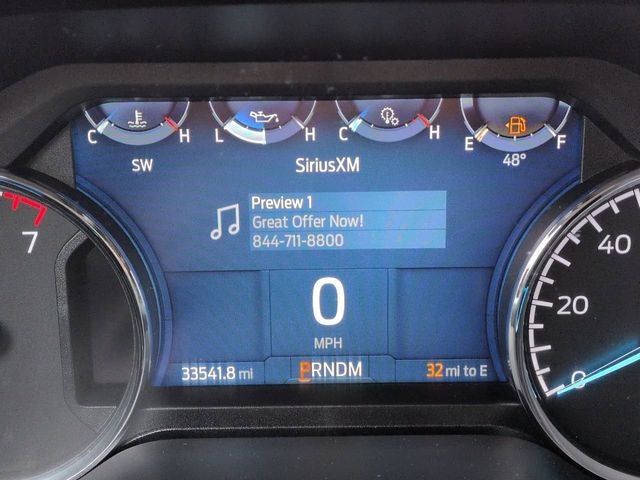 C H L H C H E F
SW SiriusXM 48°
Preview 1
Great Offer Now!
844-711-8800
7
40
20
0
0
MPH
33541.8 mi PRNDM 32 mi to E